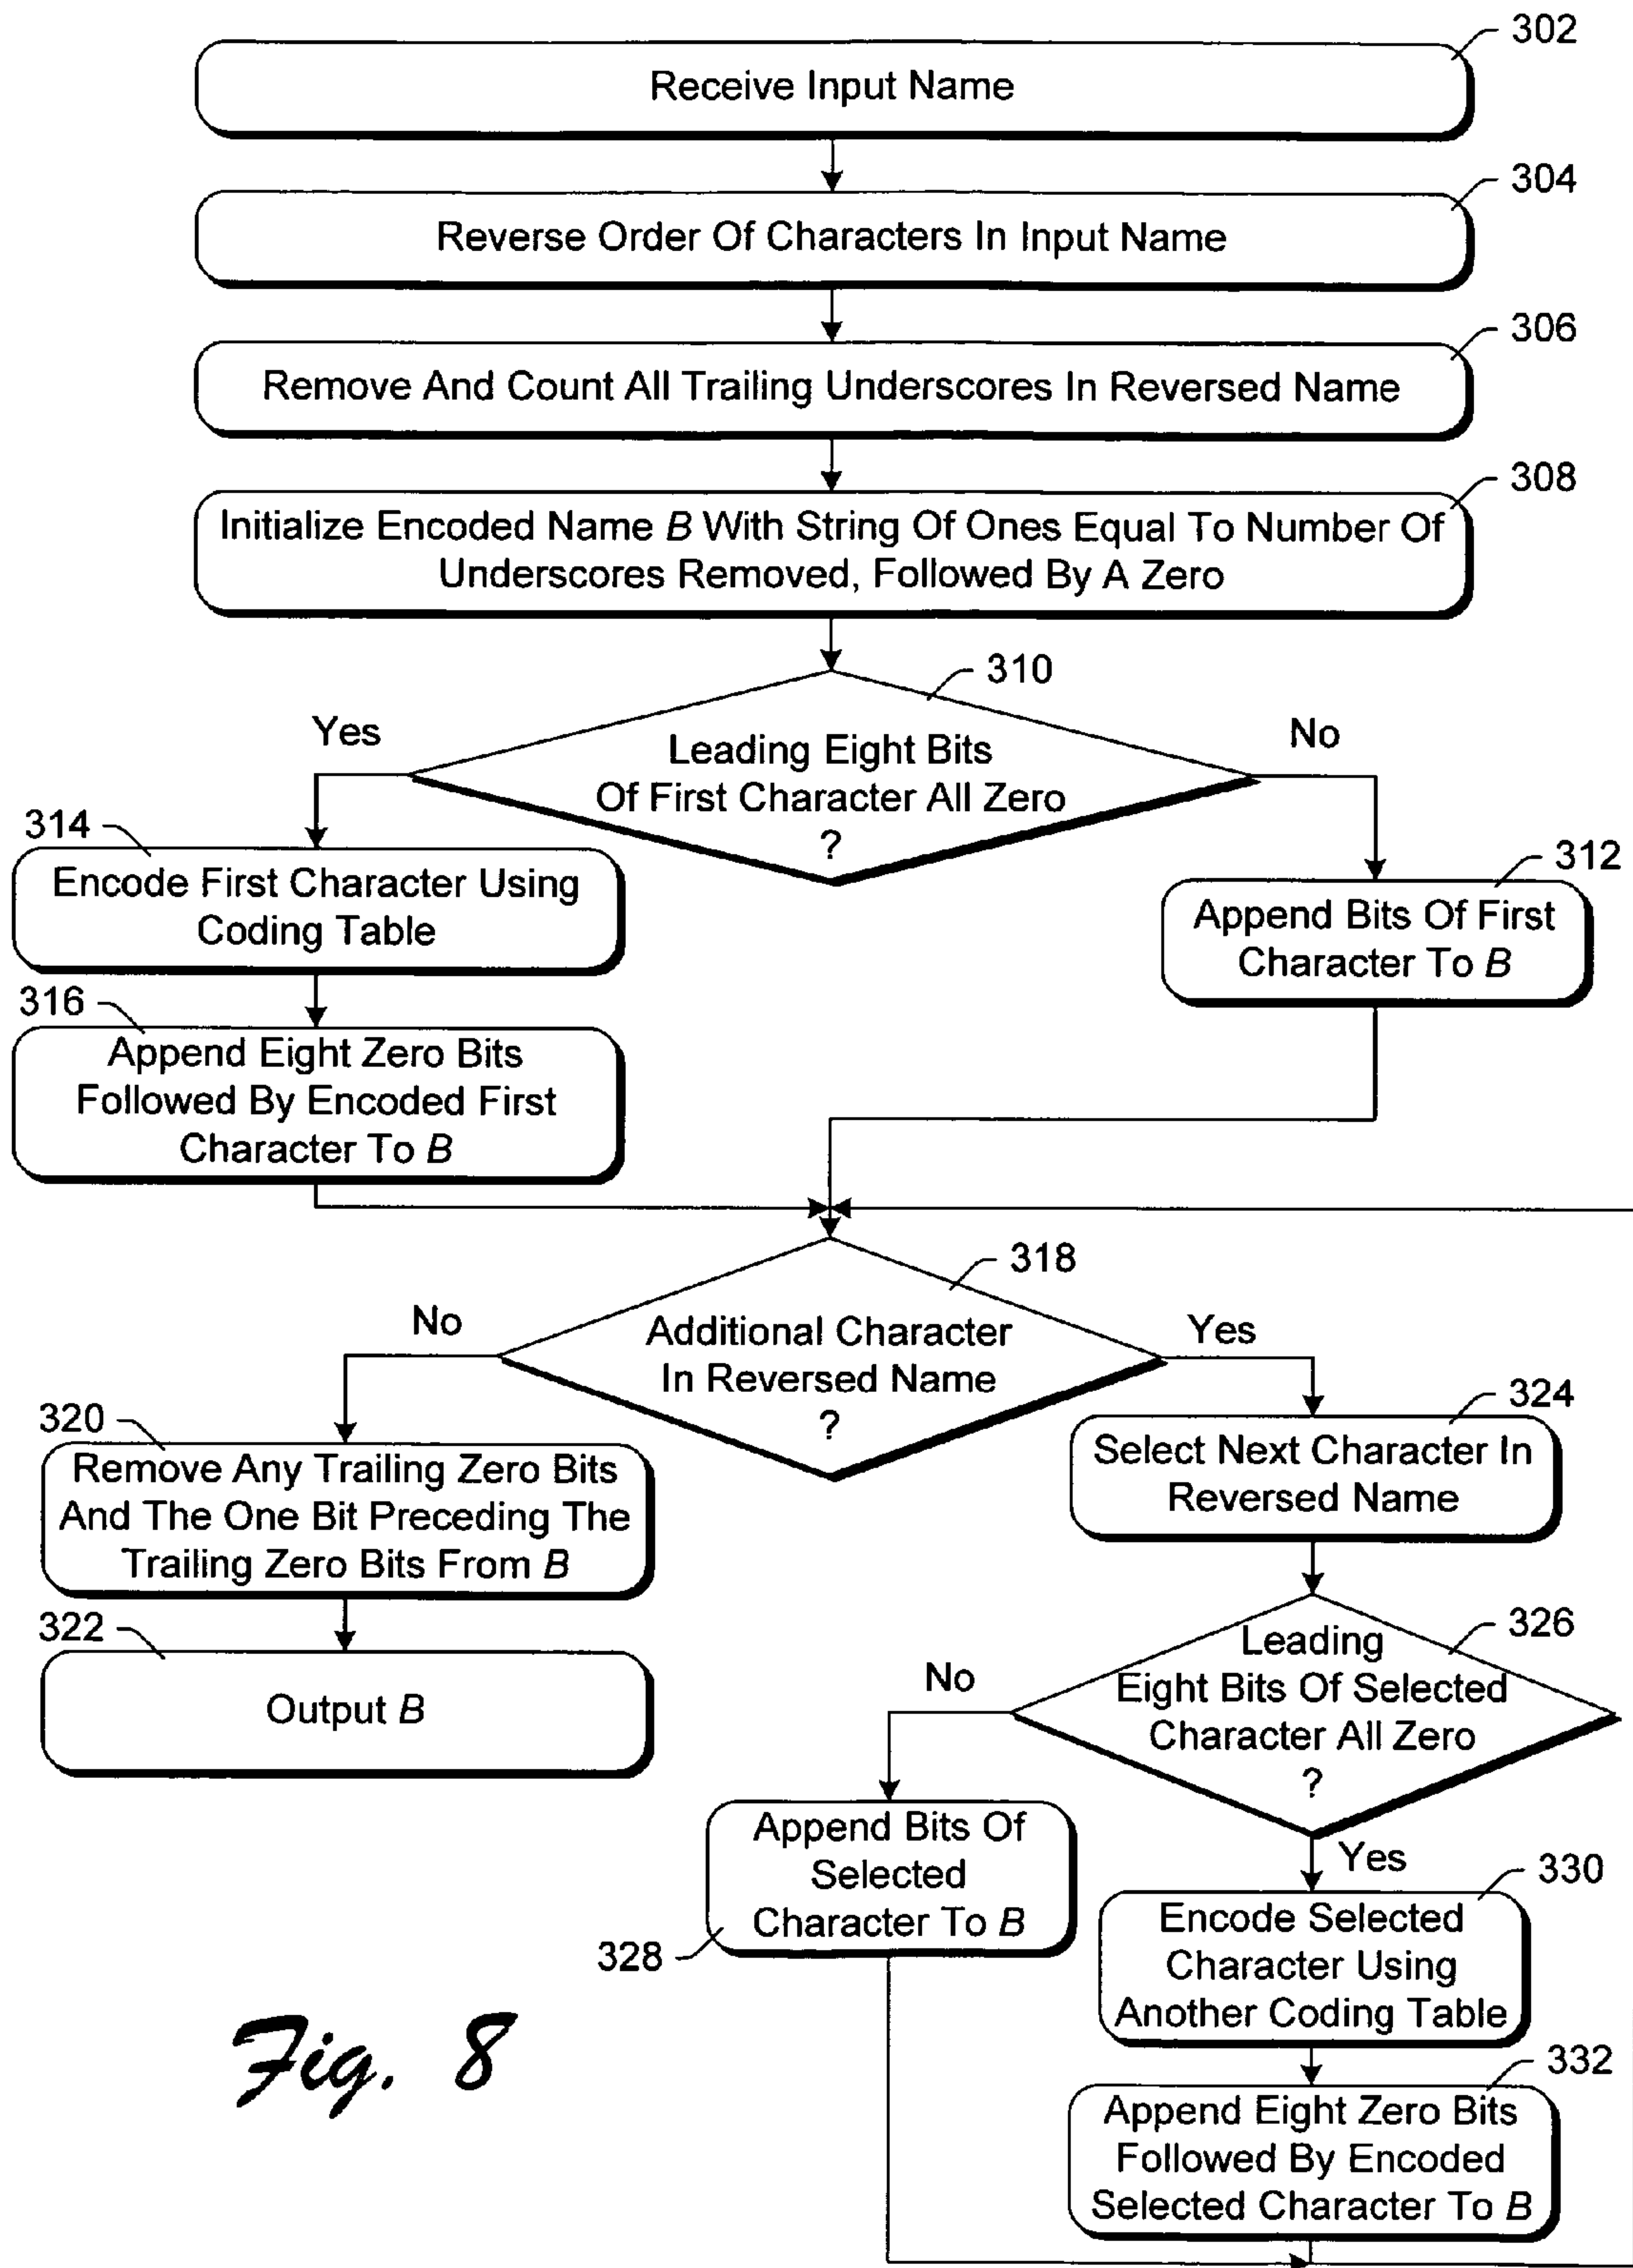 302
Receive Input Name
304
Reverse Order Of Characters In Input Name
306
Remove And Count All Trailing Underscores In Reversed Name
308
Initialize Encoded Name B With String Of Ones Equal To Number Of
Underscores Removed, Followed By A Zero
310
Yes
No
Leading Eight Bits
Of First Character All Zero
?
314
Encode First Character Using
Coding Table
312
Append Bits Of First
Character To B
316
Append Eight Zero Bits
Followed By Encoded First
Character To B
318
No
Yes
Additional Character
In Reversed Name
?
320
Remove Any Trailing Zero Bits
And The One Bit Preceding The
Trailing Zero Bits From B
324
Select Next Character In
Reversed Name
322
Output B
326
No
Leading
Eight Bits Of Selected
Character All Zero
?
Yes
328
Append Bits Of
Selected
Character To B
330
Encode Selected
Character Using
Another Coding Table
332
Append Eight Zero Bits
Followed By Encoded
Selected Character To B
Fig. 8